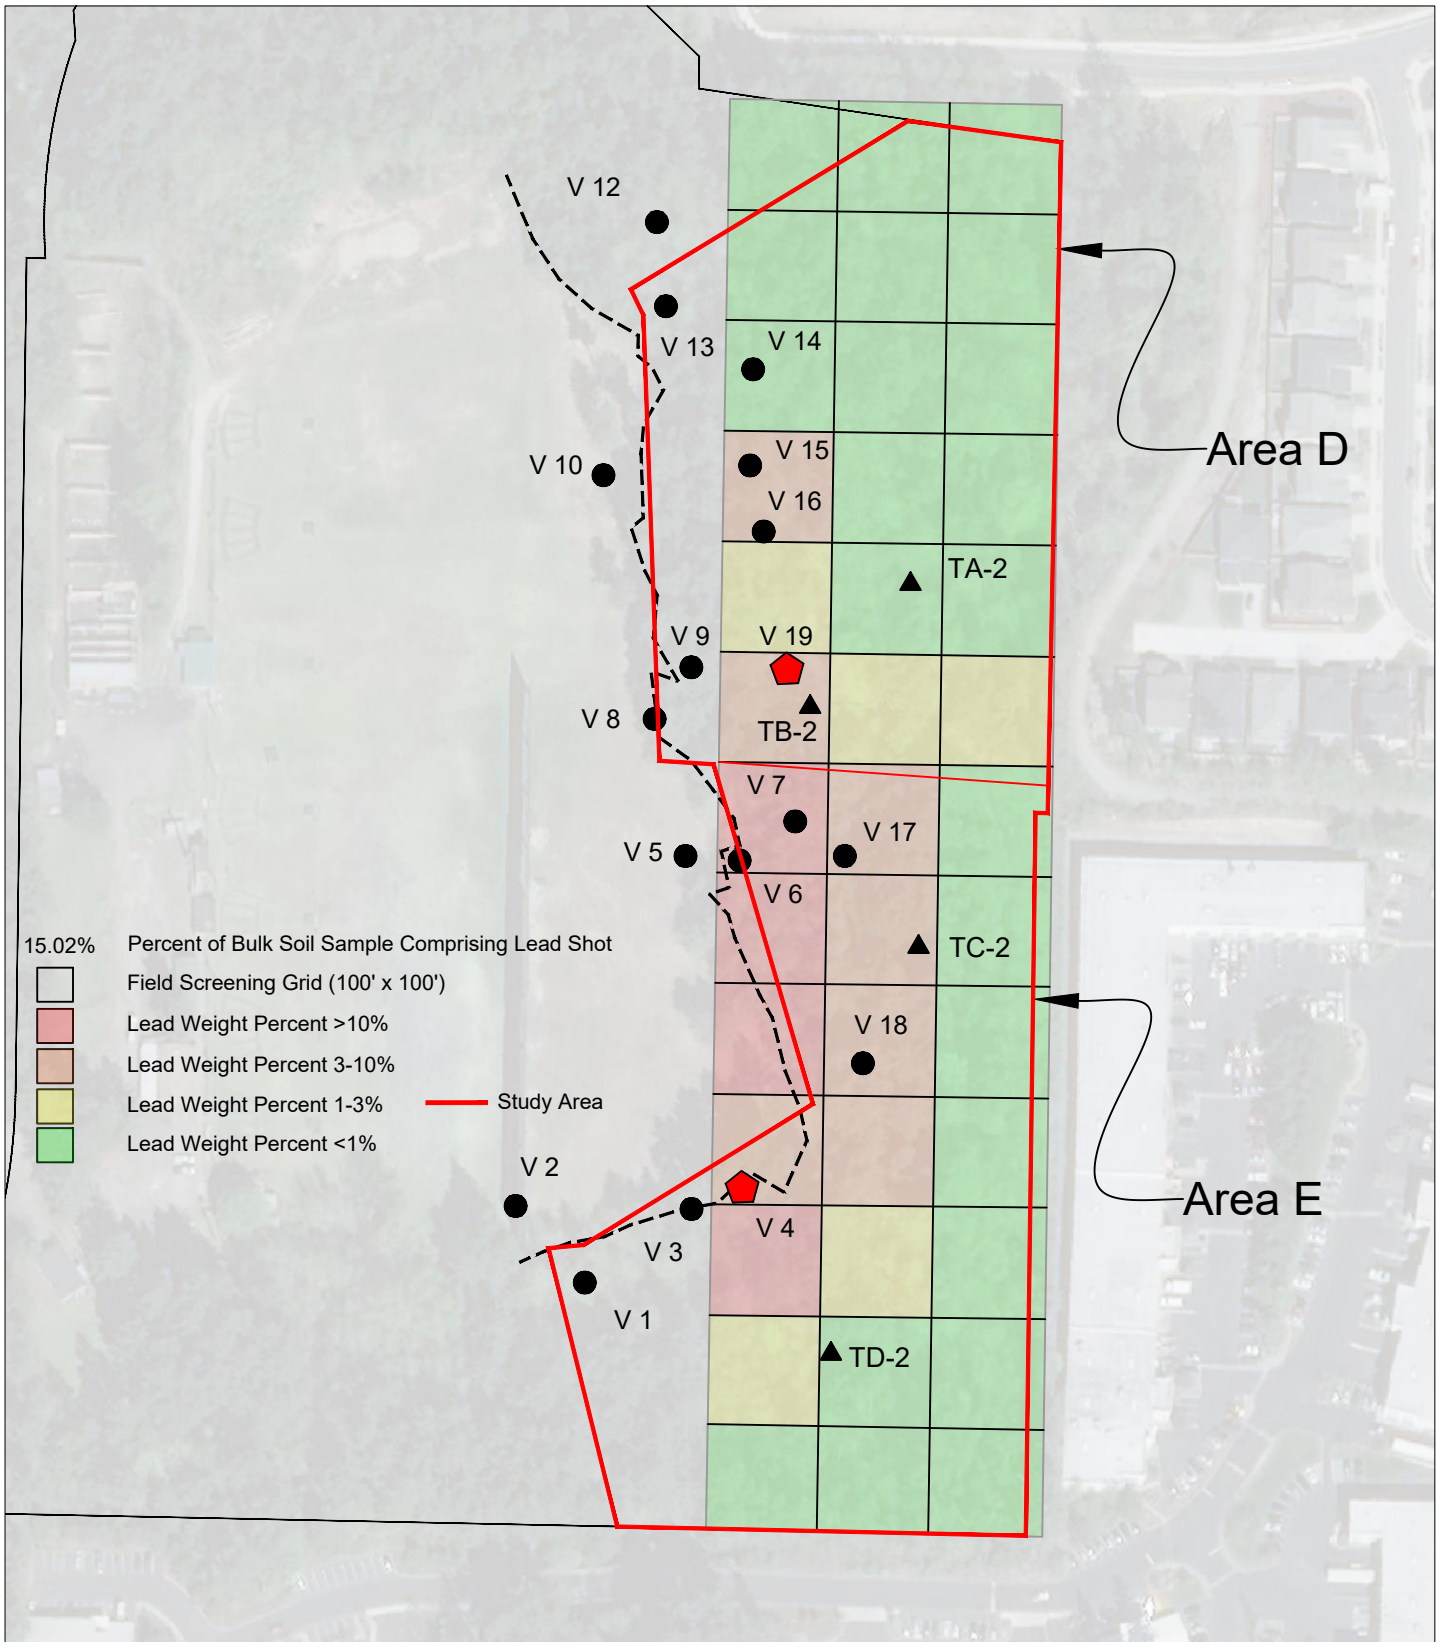 V 12
V 13
V 14
V 15
V 10
V 16
Area D
TA-2
V 9
V 19
V 8
TB-2
V 7
V 17
V 5
V 6
15.02% Percent of Bulk Soil Sample Comprising Lead Shot
TC-2
Field Screening Grid (100' x 100')
Lead Weight Percent >10%
V 18
Lead Weight Percent 3-10%
Lead Weight Percent 1-3%
Study Area
Lead Weight Percent <1%
V 2
Area E
V 4
V 3
V 1
TD-2